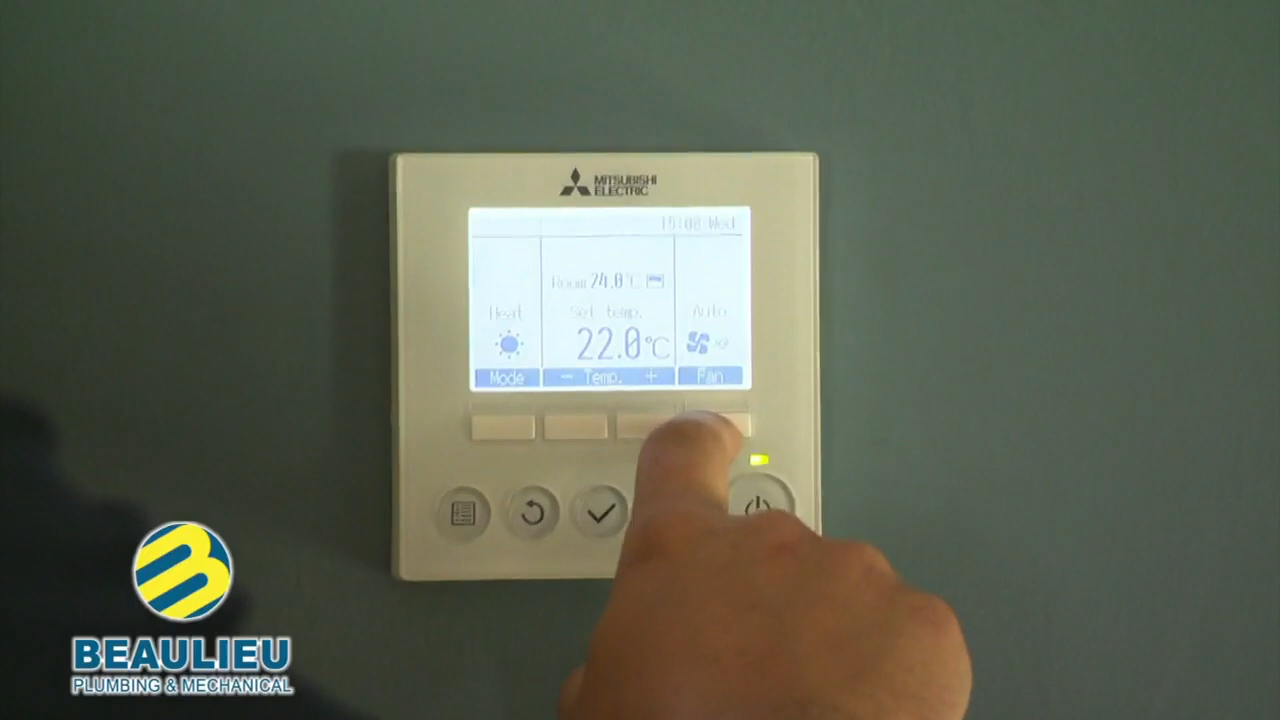 MITSUBISHI
ELECTRIC
15:08 Wed
Room 24.0°C
Heat
Set temp.
Auto
22.0°C
Mode
− Temp. +
Fan
BEAULIEU
PLUMBING & MECHANICAL